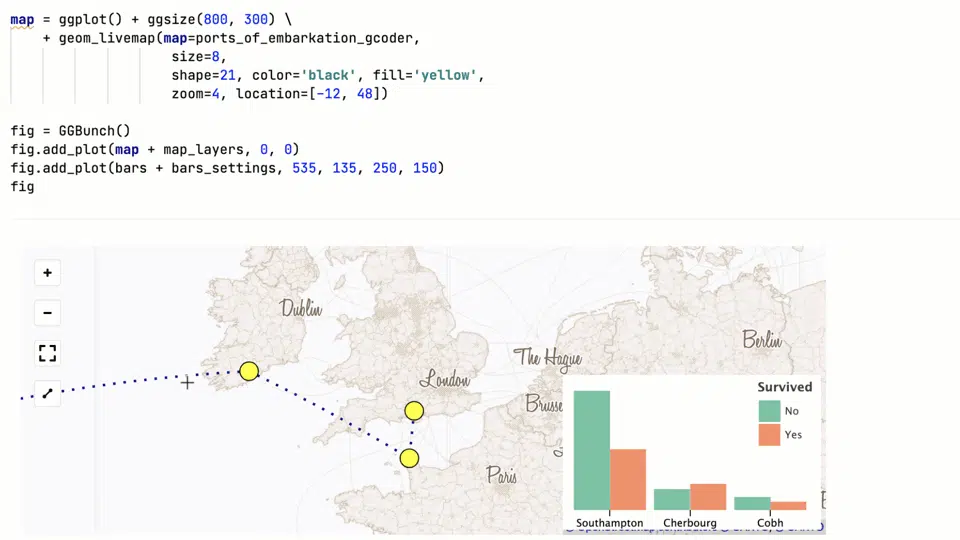 map = ggplot() + ggsize(800, 300) \
+ geom_livemap(map=ports_of_embarkation_gcoder,
size=8,
shape=21, color='black', fill='yellow',
zoom=4, location=[-12, 48])
fig = GGBunch()
fig.add_plot(map + map_layers, 0, 0)
fig.add_plot(bars + bars_settings, 535, 135, 250, 150)
fig
+
−
Dublin
Berlin
The Hague
London
Brusse
Paris
Survived
No
Yes
Southampton Cherbourg Cobh